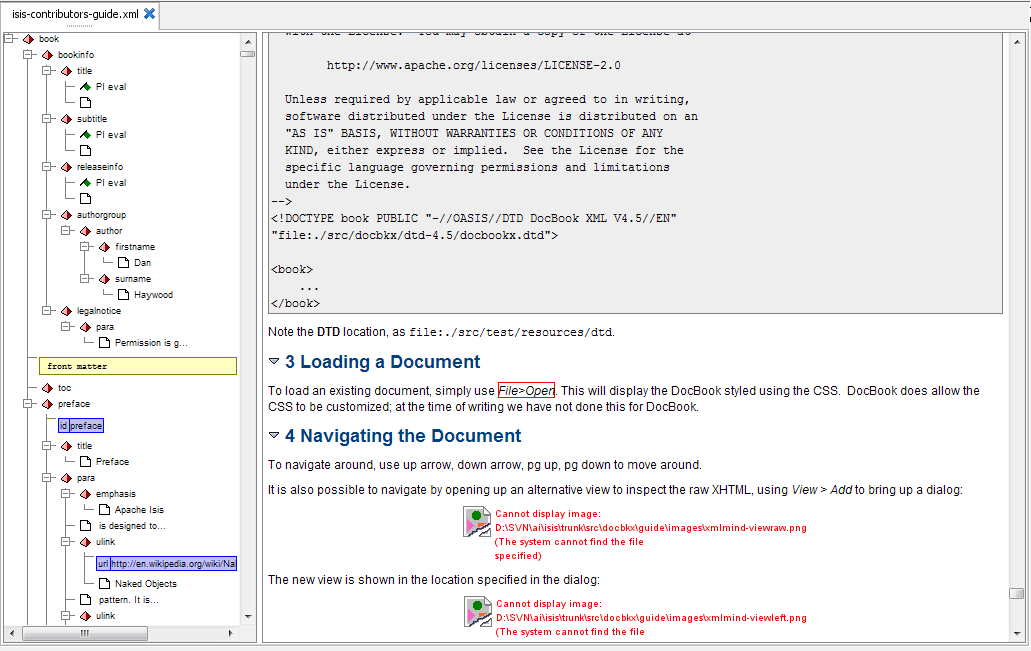 isis-contributors-guide.xml
book
bookinfo
title
PI eval
subtitle
PI eval
releaseinfo
PI eval
authorgroup
author
firstname
Dan
surname
Haywood
legalnotice
para
Permission is g...
front matter
toc
preface
id preface
title
Preface
para
emphasis
Apache Isis
is designed to...
ulink
url http://en.wikipedia.org/wiki/Na
Naked Objects
pattern. It is...
ulink
with the License.  You may obtain a copy of the License at
http://www.apache.org/licenses/LICENSE-2.0
Unless required by applicable law or agreed to in writing,
software distributed under the License is distributed on an
"AS IS" BASIS, WITHOUT WARRANTIES OR CONDITIONS OF ANY
KIND, either express or implied.  See the License for the
specific language governing permissions and limitations
under the License.
-->
<!DOCTYPE book PUBLIC "-//OASIS//DTD DocBook XML V4.5//EN"
"file:./src/docbkx/dtd-4.5/docbookx.dtd">
<book>
...
</book>
Note the DTD location, as file:./src/test/resources/dtd.
3 Loading a Document
To load an existing document, simply use File>Open. This will display the DocBook styled using the CSS.  DocBook does allow the
CSS to be customized; at the time of writing we have not done this for DocBook.
4 Navigating the Document
To navigate around, use up arrow, down arrow, pg up, pg down to move around.
It is also possible to navigate by opening up an alternative view to inspect the raw XHTML, using View > Add to bring up a dialog:
Cannot display image:
D:\SVN\ai\isis\trunk\src\docbkx\guide\images\xmlmind-viewraw.png
(The system cannot find the file
specified)
The new view is shown in the location specified in the dialog:
Cannot display image:
D:\SVN\ai\isis\trunk\src\docbkx\guide\images\xmlmind-viewleft.png
(The system cannot find the file